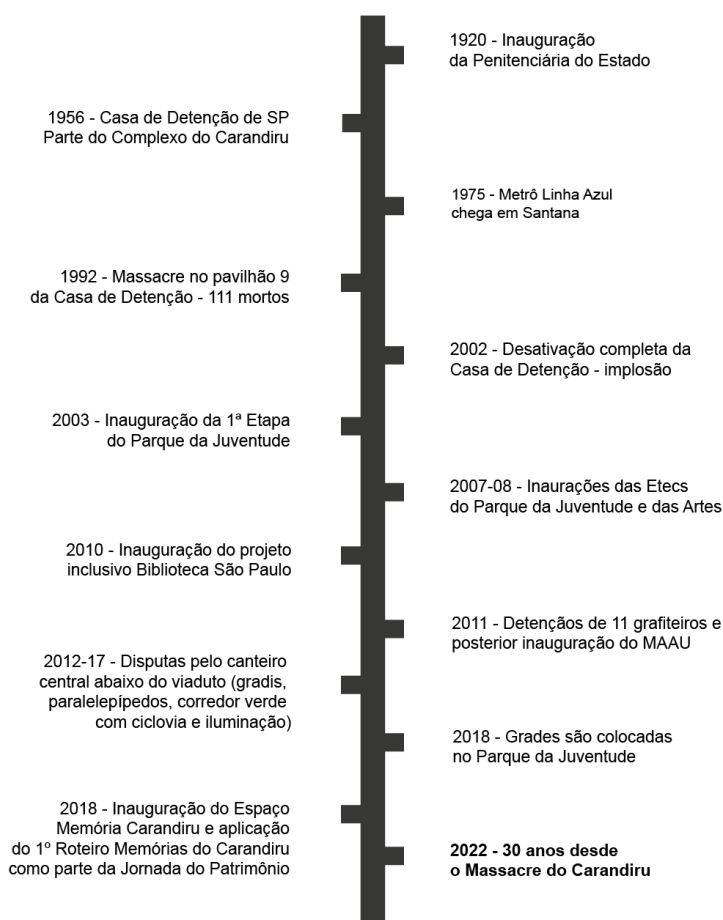 1920 - Inauguração
da Penitenciária do Estado
1956 - Casa de Detenção de SP
Parte do Complexo do Carandiru
1975 - Metrô Linha Azul
chega em Santana
1992 - Massacre no pavilhão 9
da Casa de Detenção - 111 mortos
2002 - Desativação completa da
Casa de Detenção - implosão
2003 - Inauguração da 1ª Etapa
do Parque da Juventude
2007-08 - Inaurações das Etecs
do Parque da Juventude e das Artes
2010 - Inauguração do projeto
inclusivo Biblioteca São Paulo
2011 - Detençãos de 11 grafiteiros e
posterior inauguração do MAAU
2012-17 - Disputas pelo canteiro
central abaixo do viaduto (gradis,
paralelepípedos, corredor verde
com ciclovia e iluminação)
2018 - Grades são colocadas
no Parque da Juventude
2018 - Inauguração do Espaço
Memória Carandiru e aplicação
do 1º Roteiro Memórias do Carandiru
como parte da Jornada do Patrimônio
2022 - 30 anos desde
o Massacre do Carandiru